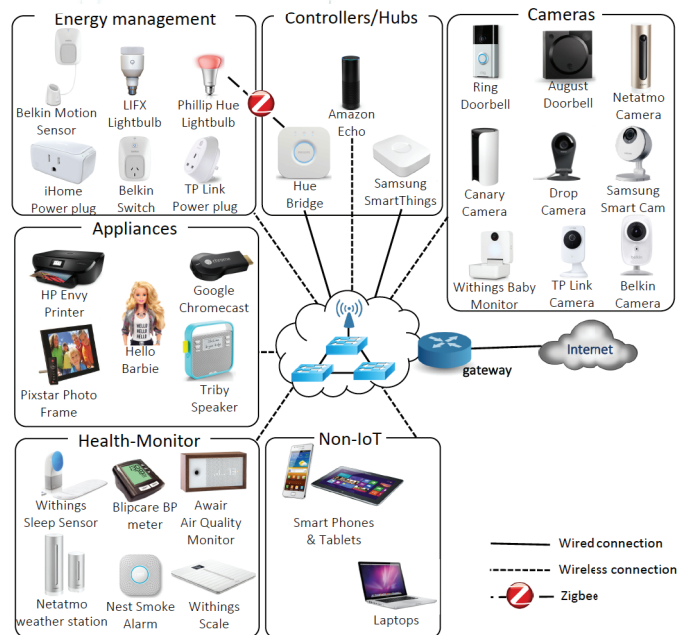 Energy management
Belkin Motion
Sensor
LIFX
Lightbulb
Phillip Hue
Lightbulb
iHome
Power plug
Belkin
Switch
TP Link
Power plug
Controllers/Hubs
Amazon
Echo
Hue
Bridge
Samsung
SmartThings
Cameras
Ring
Doorbell
August
Doorbell
Netatmo
Camera
Canary
Camera
Drop
Camera
Samsung
Smart Cam
Withings Baby
Monitor
TP Link
Camera
Belkin
Camera
Appliances
HP Envy
Printer
Google
Chromecast
HELLO
HELLO
HELLO
Hello
Barbie
Pixstar Photo
Frame
Triby
Speaker
gateway
Internet
Health-Monitor
Withings
Sleep Sensor
Blipcare BP
meter
Awair
Air Quality
Monitor
Netatmo
weather station
Nest Smoke
Alarm
Withings
Scale
Non-IoT
Smart Phones
& Tablets
Laptops
Wired connection
Wireless connection
Zigbee